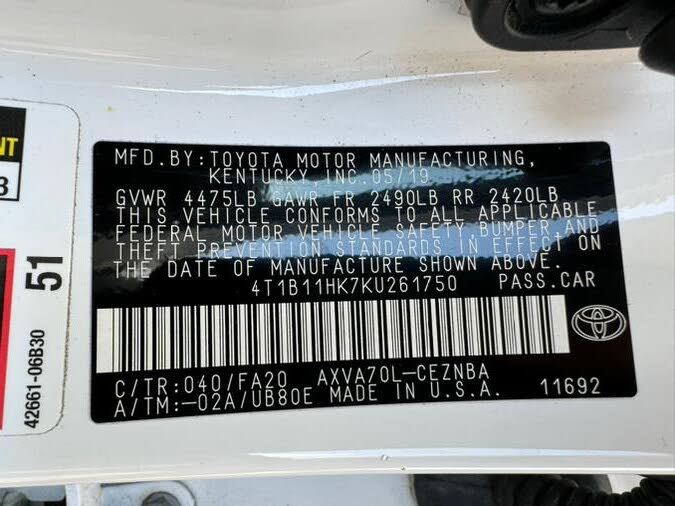 MFD.BY:TOYOTA MOTOR MANUFACTURING,
KENTUCKY,INC.05/19
GVWR 4475LB GAWR FR 2490LB RR 2420LB
THIS VEHICLE CONFORMS TO ALL APPLICABLE
FEDERAL MOTOR VEHICLE SAFETY BUMPER,AND
THEFT PREVENTION STANDARDS IN EFFECT ON
THE DATE OF MANUFACTURE SHOWN ABOVE.
4T1B11HK7KU261750 PASS.CAR
C/TR:040/FA20 AXVA70L-CEZNBA
A/TM:-02A/UB80E MADE IN U.S.A. 11692
42661-06B30
51